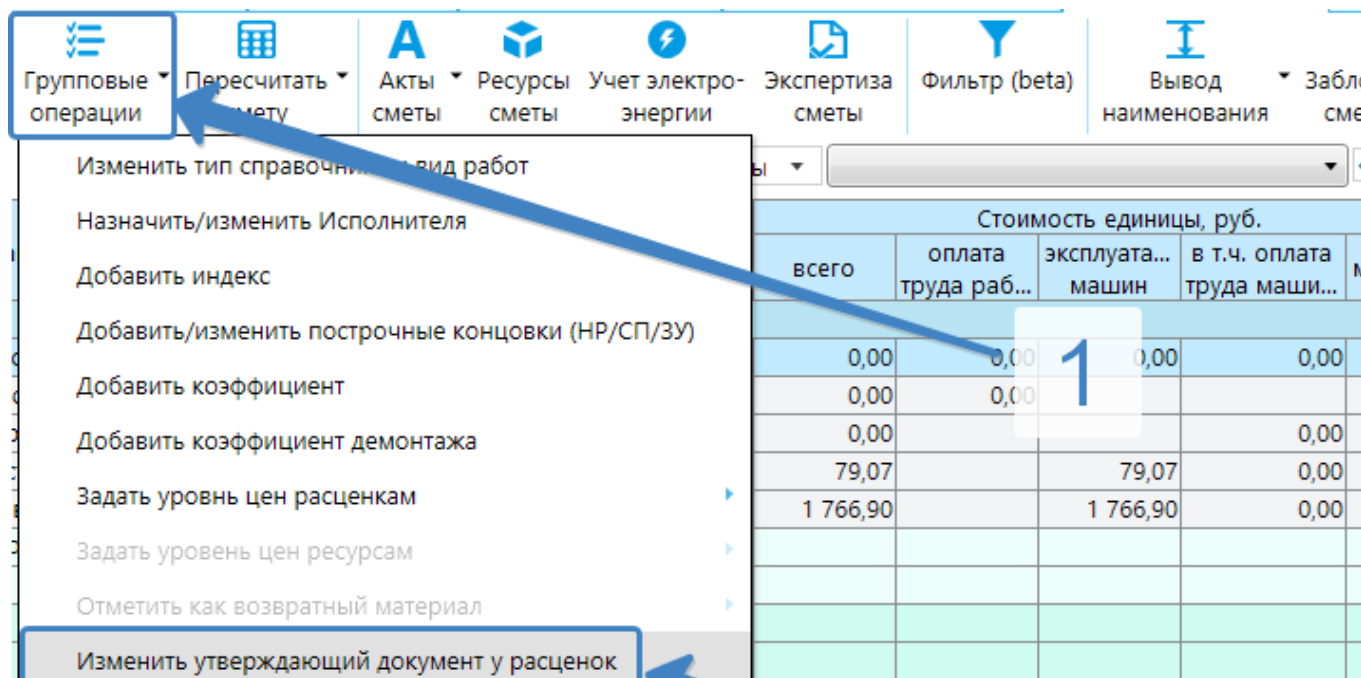 Групповые операции
Пересчитать смету
Акты сметы
Ресурсы сметы
Учет электро-энергии
Экспертиза сметы
Фильтр (beta)
Вывод наименования
Изменить тип справочника вид работ
Назначить/изменить Исполнителя
Добавить индекс
Добавить/изменить построчные концовки (НР/СП/ЗУ)
Добавить коэффициент
Добавить коэффициент демонтажа
Задать уровнь цен расценкам
Задать уровень цен ресурсам
Отметить как возвратный материал
Изменить утверждающий документ у расценок
Стоимость единицы, руб.
всего
оплата труда раб...
эксплуата... машин
в т.ч. оплата труда маши...
0,00 0,00 0,00 0,00
0,00 0,00
0,00 0,00
79,07 79,07 0,00
1 766,90 1 766,90 0,00
1